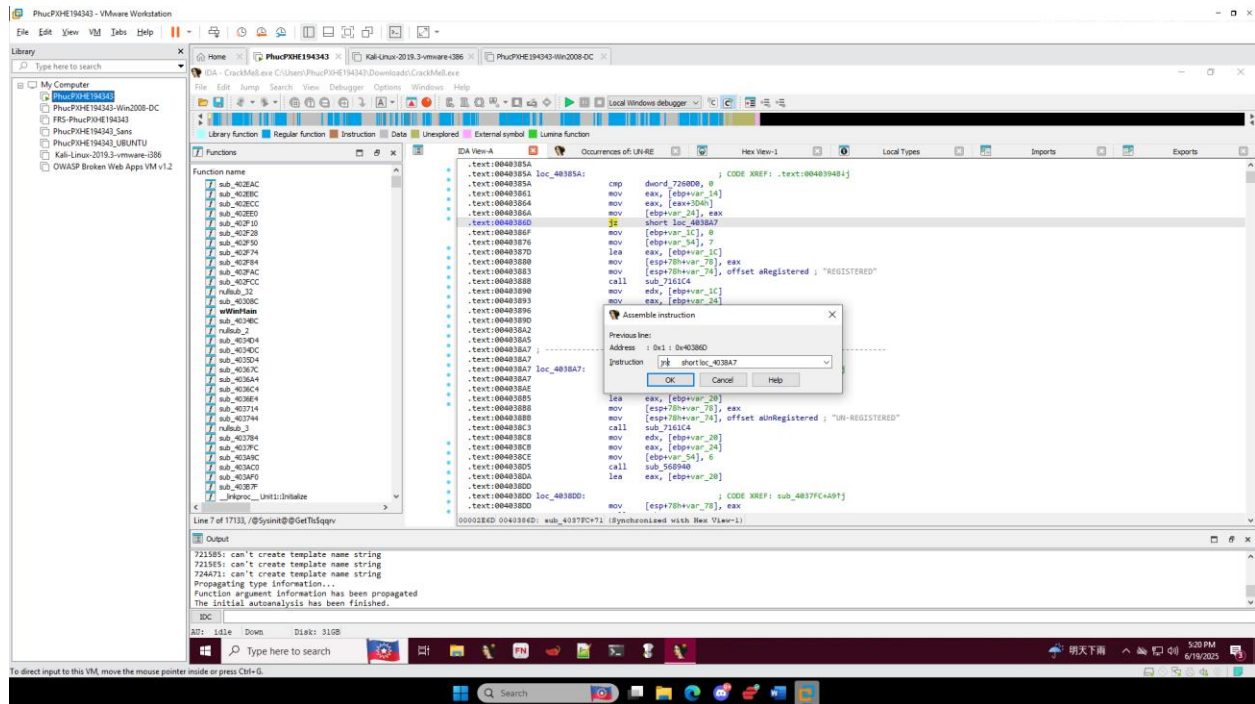 PhucPXHE194343 - VMware Workstation
File Edit View VM Tabs Help
Library
Type here to search
My Computer
PhucPXHE194343
PhucPXHE194343-Win2008-DC
FRS-PhucPXHE194343
PhucPXHE194343_Sans
PhucPXHE194343_UBUNTU
Kali-Linux-2019.3-vmware-i386
OWASP Broken Web Apps VM v1.2
Home
PhucPXHE194343
Kali-Linux-2019.3-vmware-i386
PhucPXHE194343-Win2008-DC
IDA - CrackMe8.exe C:\Users\PhucPXHE194343\Downloads\CrackMe8.exe
File Edit Jump Search View Debugger Options Windows Help
Local Windows debugger
Library function Regular function Instruction Data Unexplored External symbol Lumina function
Functions
IDA View-A Occurrences of: UN-RE Hex View-1 Local Types Imports Exports
Function name
sub_402EAC
sub_402EBC
sub_402ECC
sub_402EE0
sub_402F10
sub_402F28
sub_402F50
sub_402F74
sub_402F84
sub_402FAC
sub_402FCC
nullsub_32
sub_40308C
wWinMain
sub_4034BC
nullsub_2
sub_4034D4
sub_4034DC
sub_4035D4
sub_40367C
sub_4036A4
sub_4036C4
sub_4036E4
sub_403714
sub_403744
nullsub_3
sub_403784
sub_4037FC
sub_403A9C
sub_403AC0
sub_403AF0
sub_403B7F
__linkproc__ Unit1::Initialize
Line 7 of 17133, /@Sysinit@@GetTls$qqrv
.text:0040385A
.text:0040385A loc_40385A: ; CODE XREF: .text:00403948↓j
.text:0040385A cmp dword_7260D0, 0
.text:00403861 mov eax, [ebp+var_14]
.text:00403864 mov eax, [eax+3D4h]
.text:0040386A mov [ebp+var_24], eax
.text:0040386D jz short loc_4038A7
.text:0040386F mov [ebp+var_1C], 0
.text:00403876 mov [ebp+var_54], 7
.text:0040387D lea eax, [ebp+var_1C]
.text:00403880 mov [esp+78h+var_78], eax
.text:00403883 mov [esp+78h+var_74], offset aRegistered ; "REGISTERED"
.text:0040388B call sub_7161C4
.text:00403890 mov edx, [ebp+var_1C]
.text:00403893 mov eax, [ebp+var_24]
.text:00403896
.text:0040389D
.text:004038A2
.text:004038A5
.text:004038A7 ;
.text:004038A7
.text:004038A7 loc_4038A7:
.text:004038A7
.text:004038AE
.text:004038B5 lea eax, [ebp+var_20]
.text:004038B8 mov [esp+78h+var_78], eax
.text:004038BB mov [esp+78h+var_74], offset aUnRegistered ; "UN-REGISTERED"
.text:004038C3 call sub_7161C4
.text:004038C8 mov edx, [ebp+var_20]
.text:004038CB mov eax, [ebp+var_24]
.text:004038CE mov [ebp+var_54], 6
.text:004038D5 call sub_568940
.text:004038DA lea eax, [ebp+var_20]
.text:004038DD
.text:004038DD loc_4038DD: ; CODE XREF: sub_4037FC+A9↑j
.text:004038DD mov [esp+78h+var_78], eax
00002E6D 0040386D: sub_4037FC+71 (Synchronized with Hex View-1)
Assemble instruction
Previous line:
Address : 0x1 : 0x40386D
Instruction jnz short loc_4038A7
OK Cancel Help
Output
7215B5: can't create template name string
7215E5: can't create template name string
724A71: can't create template name string
Propagating type information...
Function argument information has been propagated
The initial autoanalysis has been finished.
IDC
AU: idle Down Disk: 31GB
Type here to search
FN
明天下雨
5:20 PM
6/19/2025
To direct input to this VM, move the mouse pointer inside or press Ctrl+G.
Search